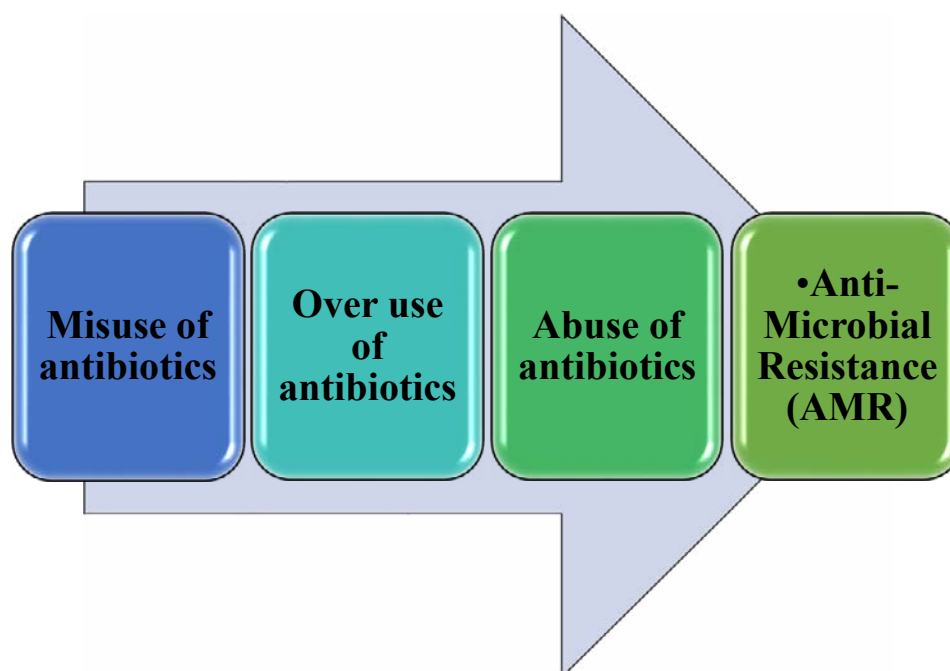 Misuse of
antibiotics
Over use
of
antibiotics
Abuse of
antibiotics
•Anti-
Microbial
Resistance
(AMR)